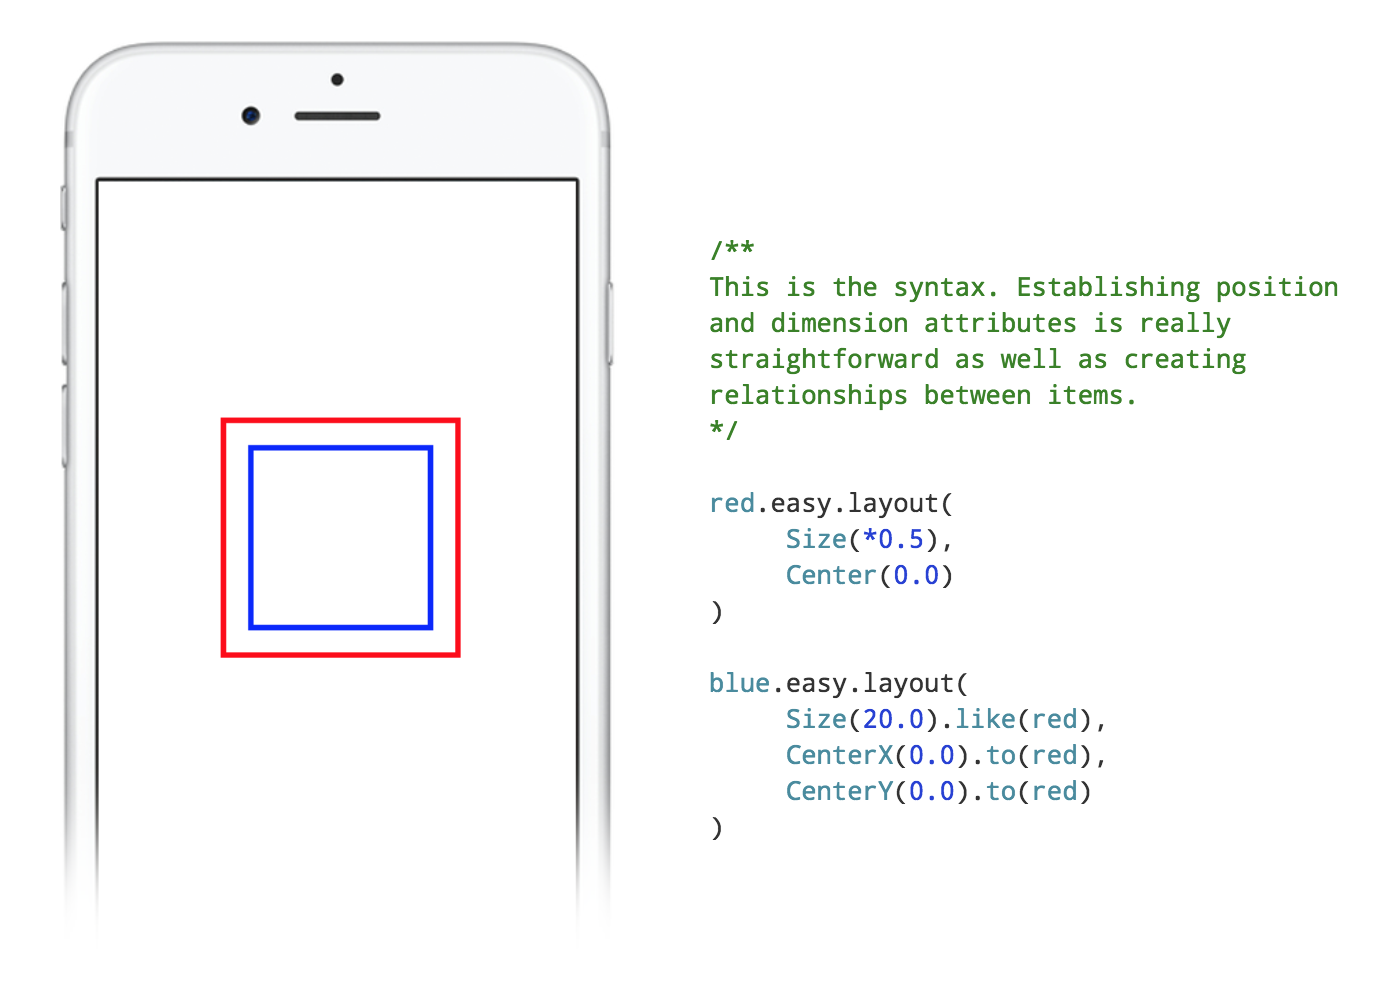 /**
This is the syntax. Establishing position
and dimension attributes is really
straightforward as well as creating
relationships between items.
*/
red.easy.layout(
Size(*0.5),
Center(0.0)
)
blue.easy.layout(
Size(20.0).like(red),
CenterX(0.0).to(red),
CenterY(0.0).to(red)
)